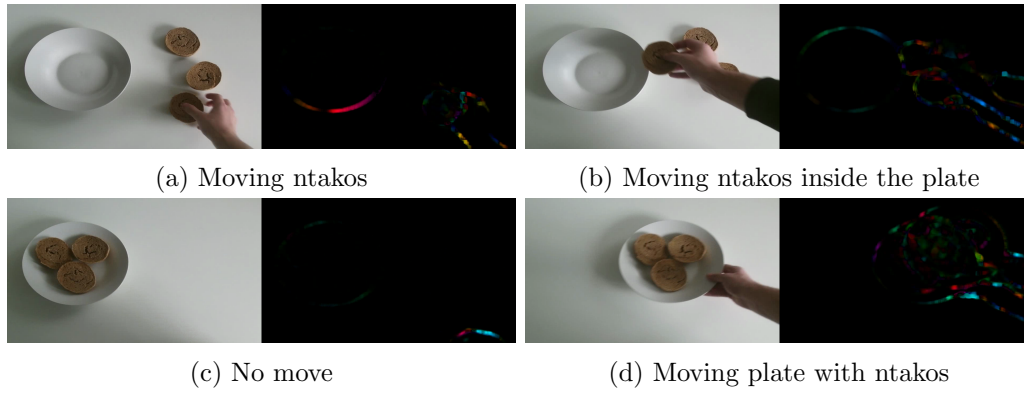 (a) Moving ntakos
(b) Moving ntakos inside the plate
(c) No move
(d) Moving plate with ntakos